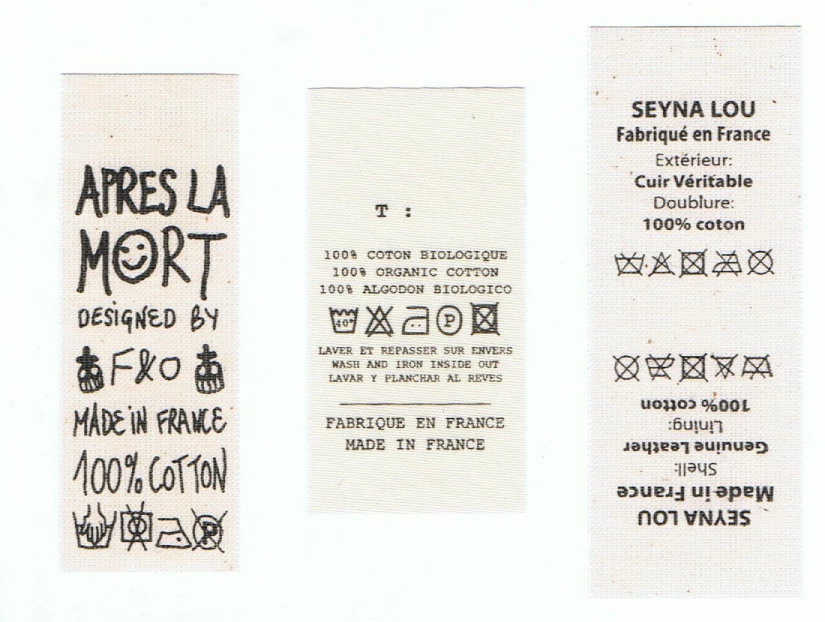 APRES LA
MORT
DESIGNED BY
F&O
MADE iN FRANCE
100% COTTON
P
T :
100% COTON BIOLOGIQUE
100% ORGANIC COTTON
100% ALGODON BIOLOGICO
40° P
LAVER ET REPASSER SUR ENVERS
WASH AND IRON INSIDE OUT
LAVAR Y PLANCHAR AL REVES
FABRIQUE EN FRANCE
MADE IN FRANCE
SEYNA LOU
Fabriqué en France
Extérieur:
Cuir Véritable
Doublure:
100% coton
SEYNA LOU
Made in France
Shell:
Genuine Leather
Lining:
100% cotton